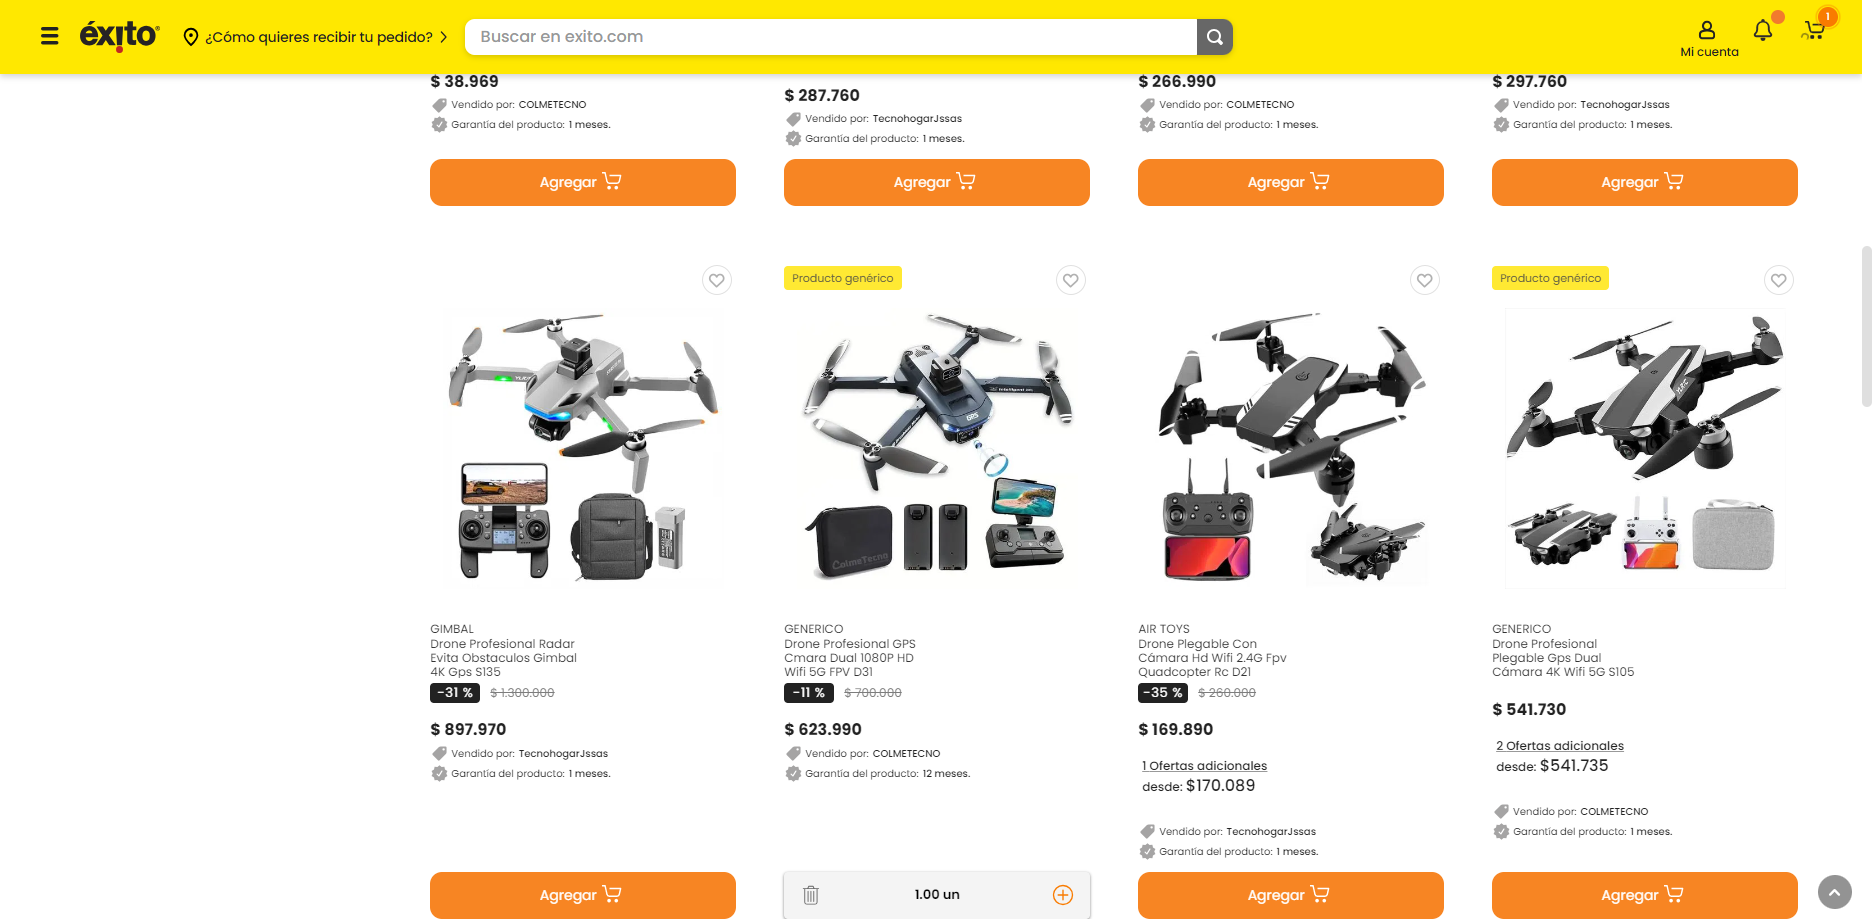 éxito
¿Cómo quieres recibir tu pedido?
Buscar en exito.com
Mi cuenta
1
$ 38.969
Vendido por: COLMETECNO
Garantía del producto: 1 meses.
Agregar
$ 287.760
Vendido por: TecnohogarJssas
Garantía del producto: 1 meses.
Agregar
$ 266.990
Vendido por: COLMETECNO
Garantía del producto: 1 meses.
Agregar
$ 297.760
Vendido por: TecnohogarJssas
Garantía del producto: 1 meses.
Agregar
GIMBAL
Drone Profesional Radar
Evita Obstaculos Gimbal
4K Gps S135
-31 % $ 1.300.000
$ 897.970
Vendido por: TecnohogarJssas
Garantía del producto: 1 meses.
Agregar
Producto genérico
GPS
ColmeTecno
GENERICO
Drone Profesional GPS
Cmara Dual 1080P HD
Wifi 5G FPV D31
-11 % $ 700.000
$ 623.990
Vendido por: COLMETECNO
Garantía del producto: 12 meses.
1.00 un
AIR TOYS
Drone Plegable Con
Cámara Hd Wifi 2.4G Fpv
Quadcopter Rc D21
-35 % $ 260.000
$ 169.890
1 Ofertas adicionales
desde: $170.089
Vendido por: TecnohogarJssas
Garantía del producto: 1 meses.
Agregar
Producto genérico
GENERICO
Drone Profesional
Plegable Gps Dual
Cámara 4K Wifi 5G S105
$ 541.730
2 Ofertas adicionales
desde: $541.735
Vendido por: COLMETECNO
Garantía del producto: 1 meses.
Agregar